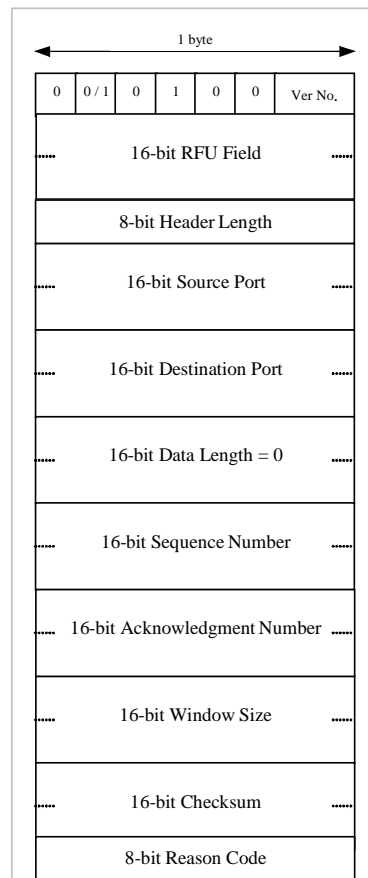 1 byte
0 0 / 1 0 1 0 0 Ver No.
16-bit RFU Field
8-bit Header Length
16-bit Source Port
16-bit Destination Port
16-bit Data Length = 0
16-bit Sequence Number
16-bit Acknowledgment Number
16-bit Window Size
16-bit Checksum
8-bit Reason Code